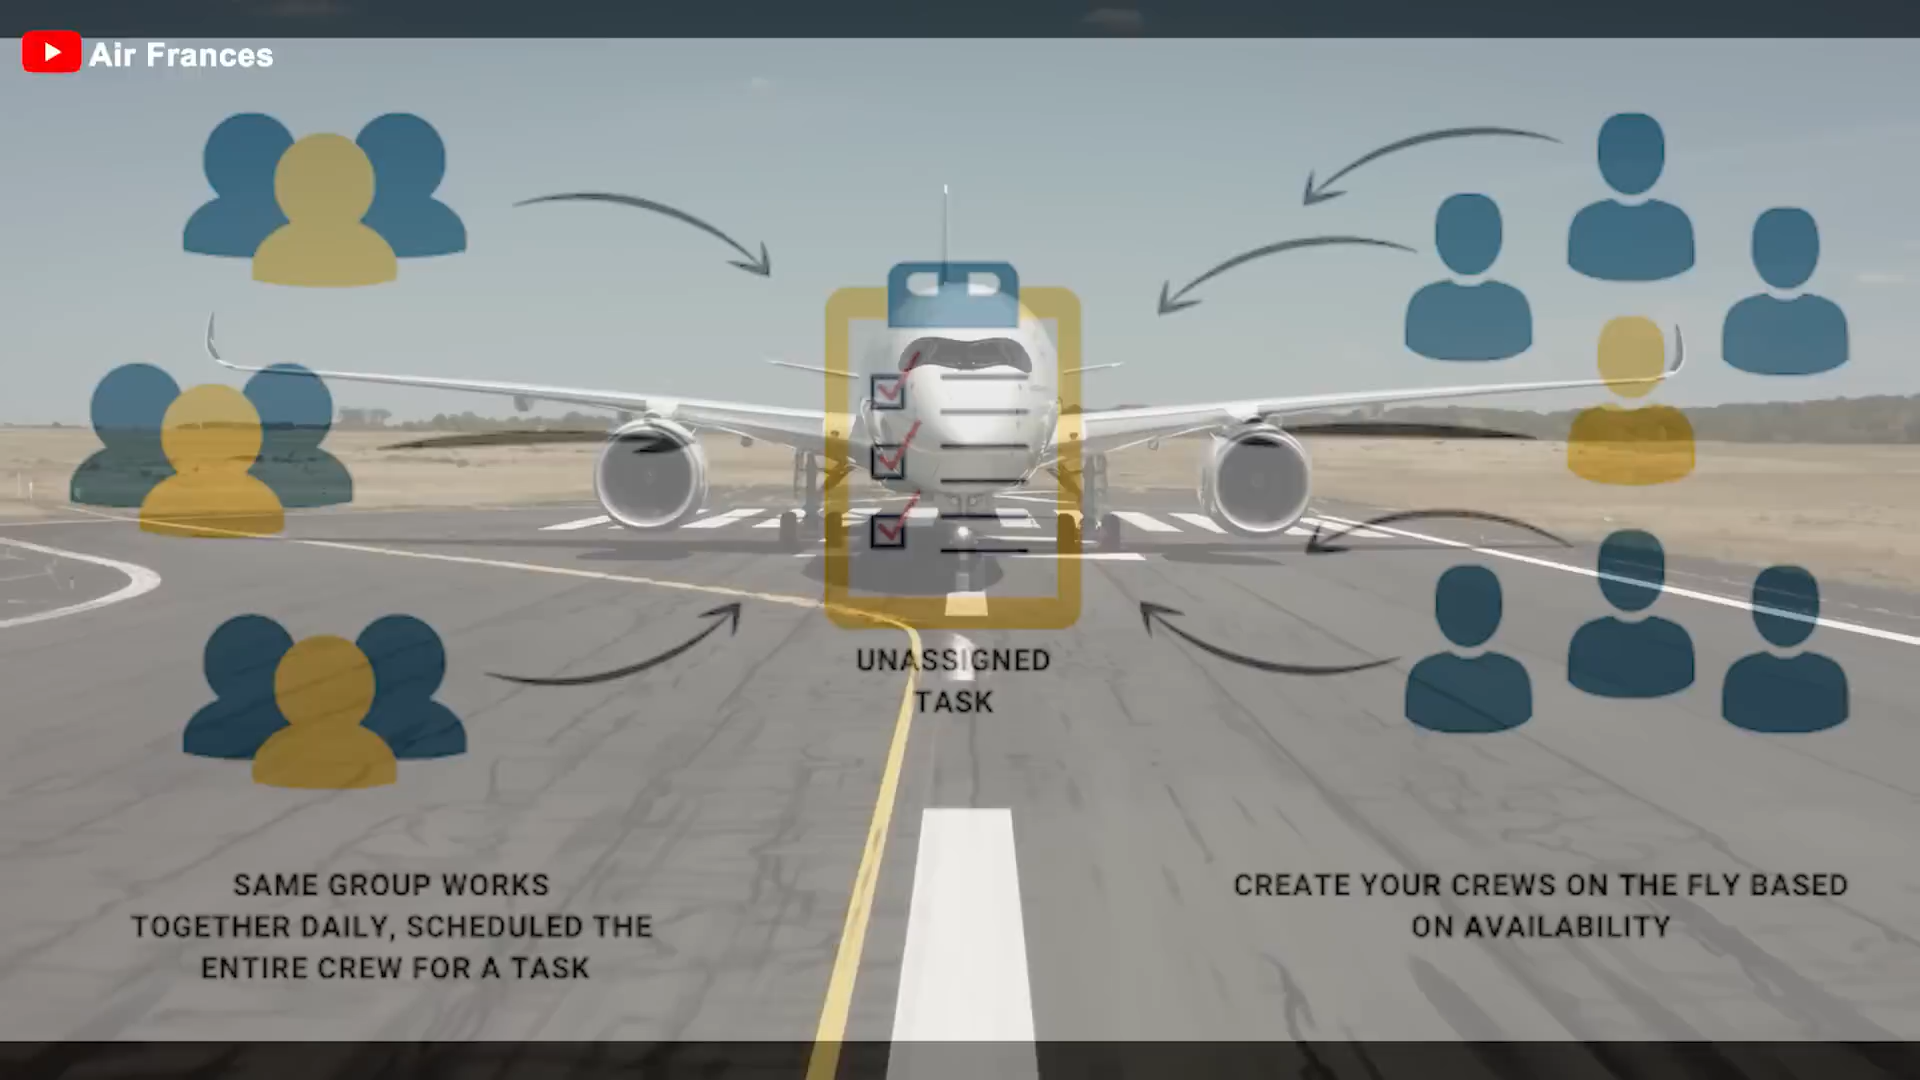 Air Frances
UNASSIGNED
TASK
SAME GROUP WORKS
TOGETHER DAILY, SCHEDULED THE
ENTIRE CREW FOR A TASK
CREATE YOUR CREWS ON THE FLY BASED
ON AVAILABILITY